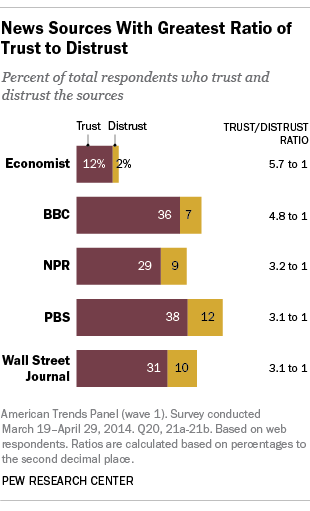 News Sources With Greatest Ratio of
Trust to Distrust
Percent of total respondents who trust and
distrust the sources
Trust Distrust TRUST/DISTRUST
RATIO
Economist 12% 2% 5.7 to 1
BBC 36 7 4.8 to 1
NPR 29 9 3.2 to 1
PBS 38 12 3.1 to 1
Wall Street
Journal 31 10 3.1 to 1
American Trends Panel (wave 1). Survey conducted
March 19–April 29, 2014. Q20, 21a-21b. Based on web
respondents. Ratios are calculated based on percentages to
the second decimal place.
PEW RESEARCH CENTER